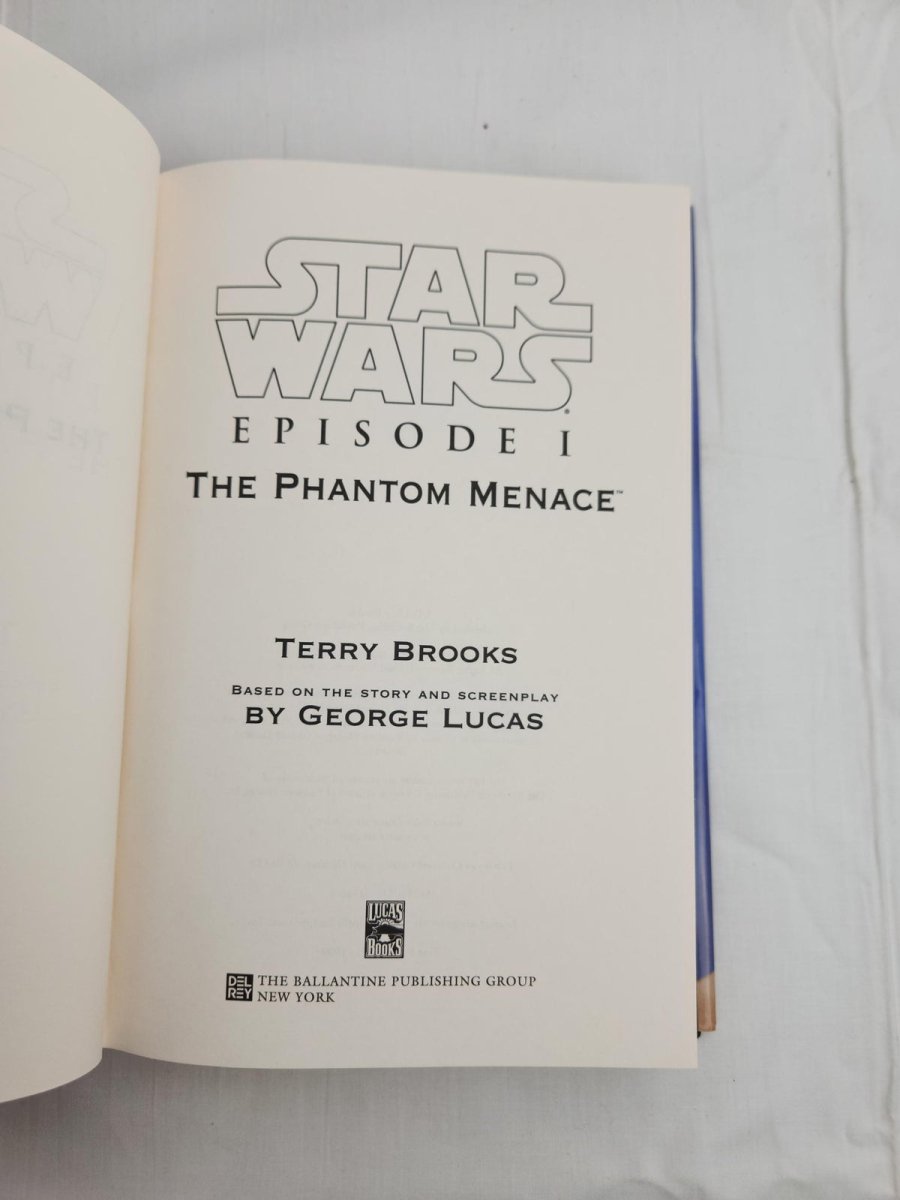 STAR
WARS®
EPISODE I
THE PHANTOM MENACE™
TERRY BROOKS
BASED ON THE STORY AND SCREENPLAY
BY GEORGE LUCAS
LUCAS
BOOKS
DEL
REY
THE BALLANTINE PUBLISHING GROUP
NEW YORK